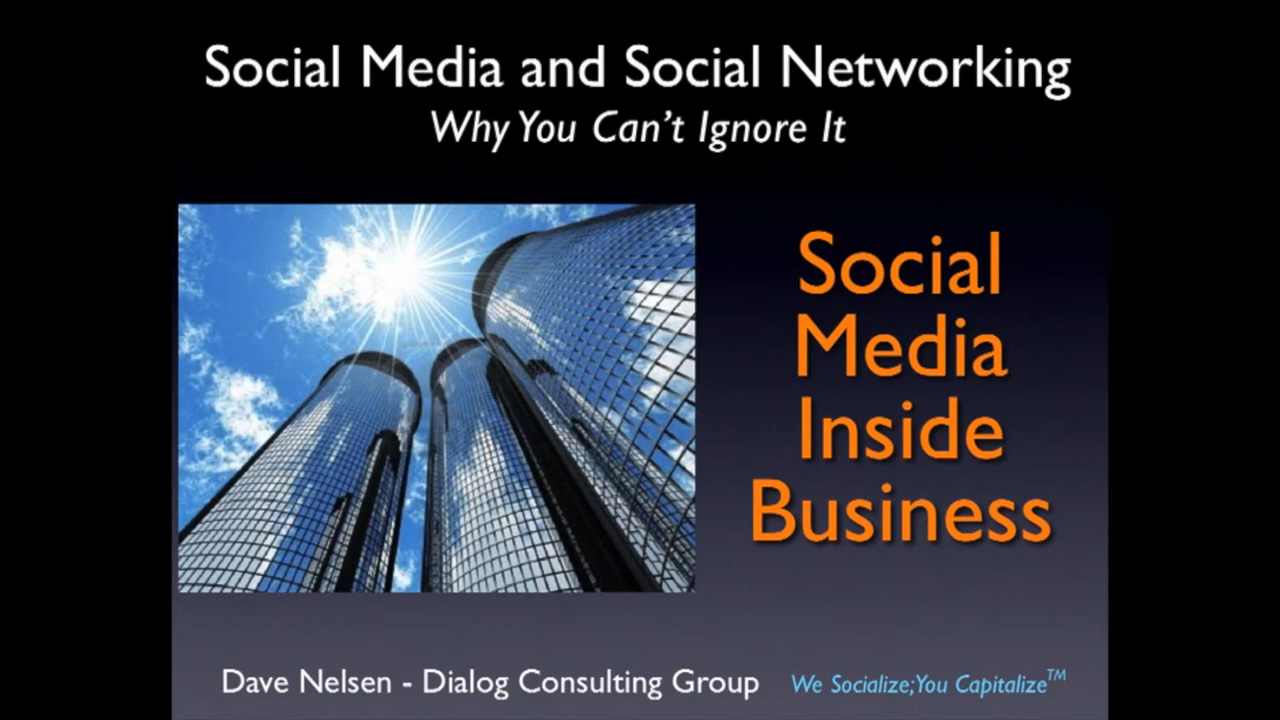 Social Media and Social Networking
Why You Can't Ignore It
Social
Media
Inside
Business
Dave Nelsen - Dialog Consulting Group
We Socialize;You Capitalize™